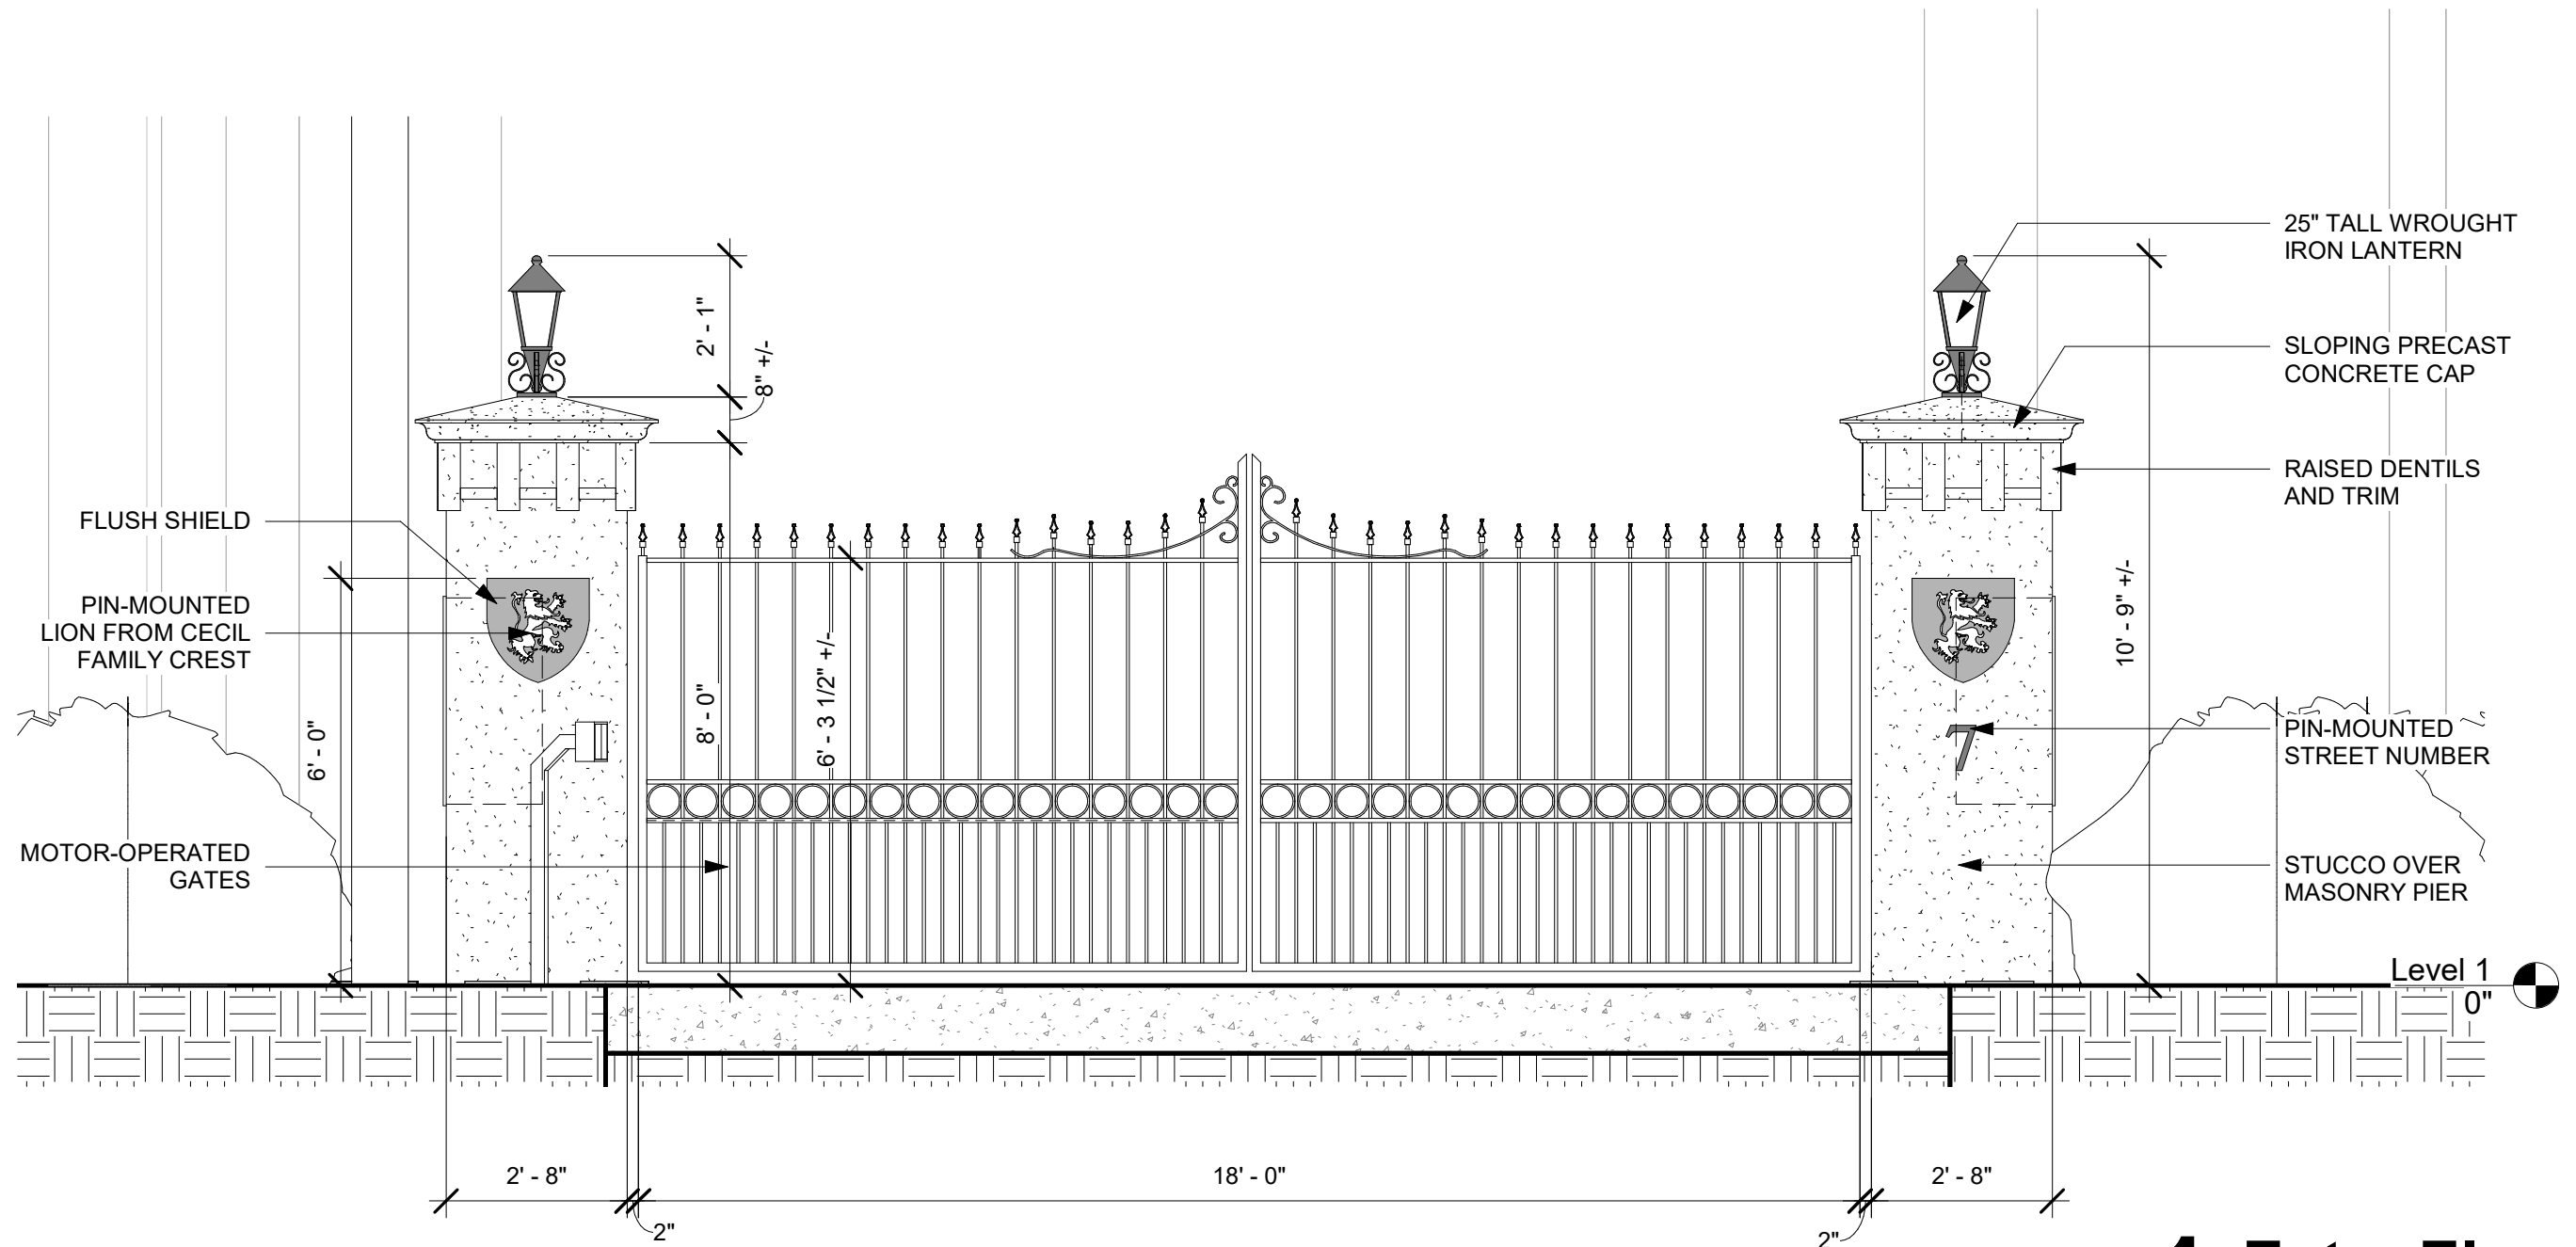 25" TALL WROUGHT
IRON LANTERN
SLOPING PRECAST
CONCRETE CAP
RAISED DENTILS
AND TRIM
2' - 1"
8" +/-
FLUSH SHIELD
PIN-MOUNTED
LION FROM CECIL
FAMILY CREST
6' - 0"
8' - 0"
6' - 3 1/2" +/-
10' - 9" +/-
7
PIN-MOUNTED
STREET NUMBER
MOTOR-OPERATED
GATES
STUCCO OVER
MASONRY PIER
Level 1
0"
2' - 8"
18' - 0"
2' - 8"
2"
2"